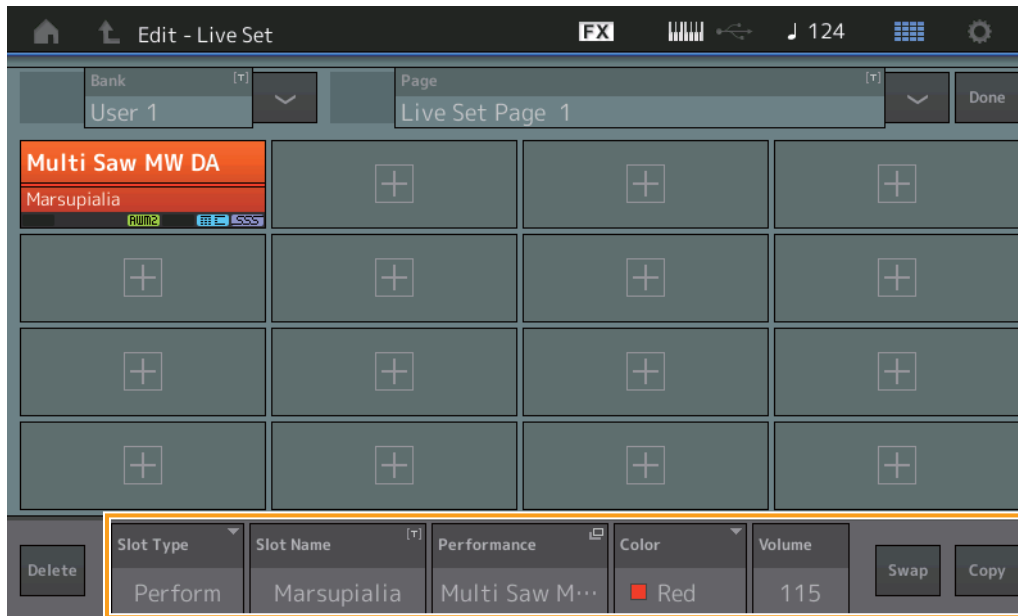 Edit - Live Set
FX
♩ 124
Bank
[T]
User 1
Page
[T]
Live Set Page 1
Done
Multi Saw MW DA
Marsupialia
AWM2
SSS
Delete
Slot Type
Perform
Slot Name
[T]
Marsupialia
Performance
Multi Saw M···
Color
Red
Volume
115
Swap
Copy